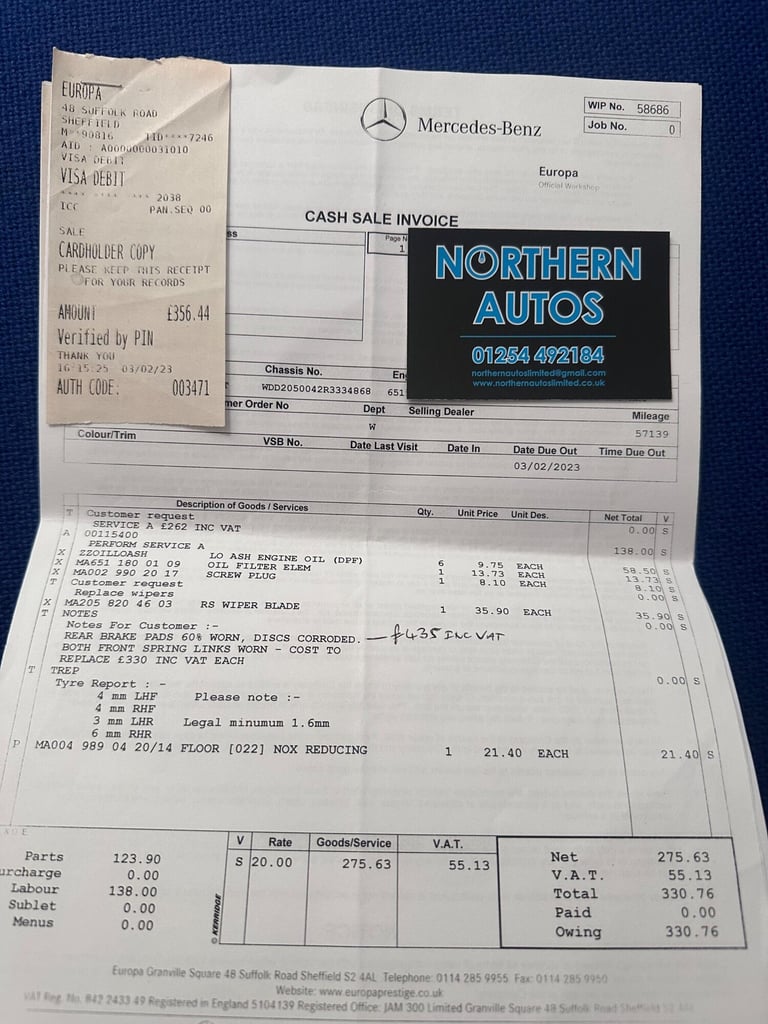 EUROPA
48 SUFFOLK ROAD
SHEFFIELD
M**90816 TID****7246
AID : A0000000031010
VISA DEBIT
VISA DEBIT
**** **** **** 2038
ICC PAN.SEQ 00
SALE
CARDHOLDER COPY
PLEASE KEEP THIS RECEIPT
FOR YOUR RECORDS
AMOUNT £356.44
Verified by PIN
THANK YOU
16:15:25 03/02/23
AUTH CODE: 003471
Mercedes-Benz
WIP No. 58686
Job No. 0
Europa
Official Workshop
CASH SALE INVOICE
Page N
1
NORTHERN
AUTOS
01254 492184
northernautoslimited@gmail.com
www.northernautoslimited.co.uk
Chassis No.
WDD2050042R3334868 651
mer Order No Dept Selling Dealer Mileage
W 57139
Colour/Trim VSB No. Date Last Visit Date In Date Due Out Time Due Out
03/02/2023
Description of Goods / Services Qty. Unit Price Unit Des. Net Total V
T Customer request 0.00 S
SERVICE A £262 INC VAT
A 00115400 138.00 S
PERFORM SERVICE A
X ZZOILLOASH LO ASH ENGINE OIL (DPF) 6 9.75 EACH 58.50 S
X MA651 180 01 09 OIL FILTER ELEM 1 13.73 EACH 13.73 S
X MA002 990 20 17 SCREW PLUG 1 8.10 EACH 8.10 S
T Customer request 0.00 S
Replace wipers
X MA205 820 46 03 RS WIPER BLADE 1 35.90 EACH 35.90 S
T NOTES 0.00 S
Notes For Customer :-
REAR BRAKE PADS 60% WORN, DISCS CORRODED. — £435 INC VAT
BOTH FRONT SPRING LINKS WORN - COST TO
REPLACE £330 INC VAT EACH
T TREP 0.00 S
Tyre Report : -
4 mm LHF Please note :-
4 mm RHF
3 mm LHR Legal minumum 1.6mm
6 mm RHR
P MA004 989 04 20/14 FLOOR [022] NOX REDUCING 1 21.40 EACH 21.40 S
Parts 123.90
urcharge 0.00
Labour 138.00
Sublet 0.00
Menus 0.00
© KERRIDGE
V Rate Goods/Service V.A.T.
S 20.00 275.63 55.13
Net 275.63
V.A.T. 55.13
Total 330.76
Paid 0.00
Owing 330.76
Europa Granville Square 48 Suffolk Road Sheffield S2 4AL Telephone: 0114 285 9955 Fax: 0114 285 9950
Website: www.europaprestige.co.uk
VAT Reg. No. 842 2433 49 Registered in England 5104139 Registered Office: JAM 300 Limited Granville Square 48 Suffolk Road Sheffield S2 4AL